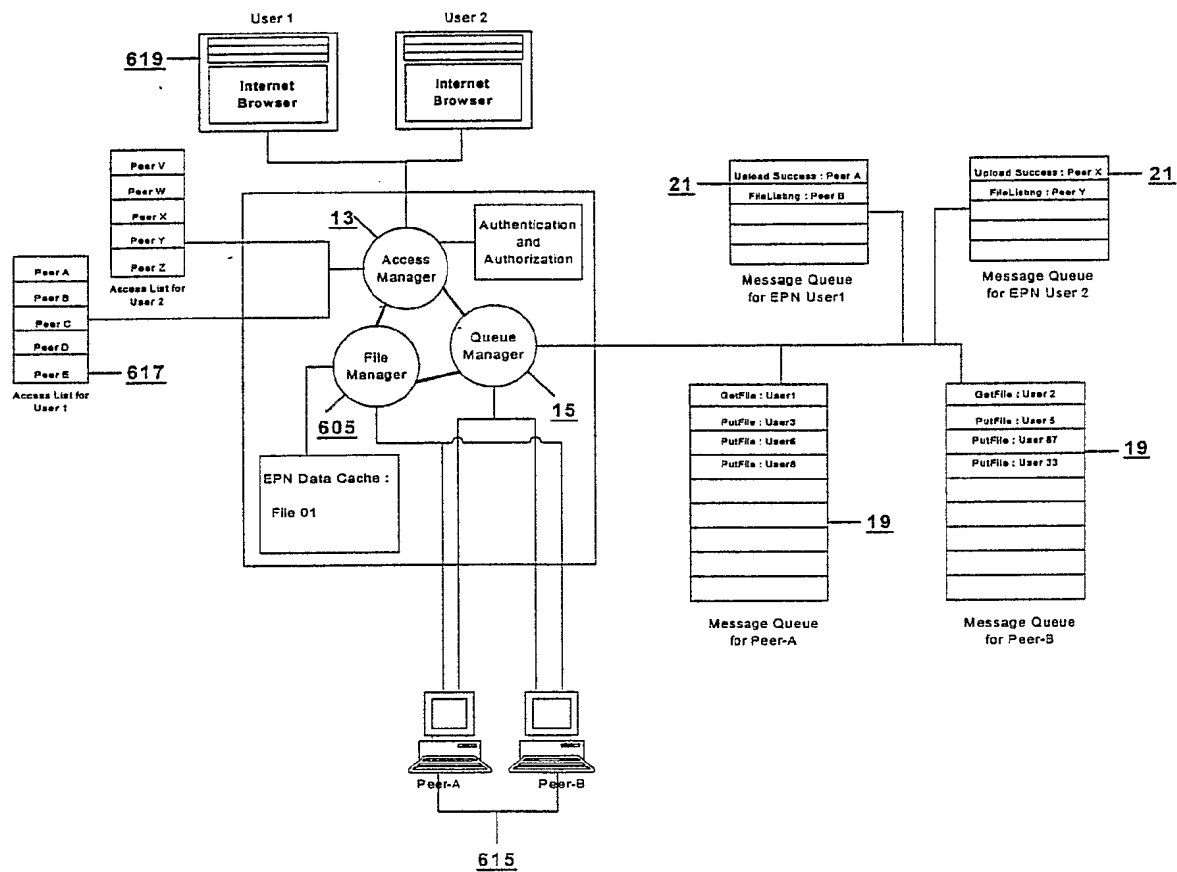 User 1
User 2
619
Internet
Browser
Internet
Browser
Peer V
Peer W
Peer X
Peer Y
Peer Z
Access List for
User 2
Peer A
Peer B
Peer C
Peer D
Peer E
617
Access List for
User 1
13
Access
Manager
Authentication
and
Authorization
File
Manager
Queue
Manager
605
15
EPN Data Cache :
File 01
21
Upload Success : Peer A
FileListing : Peer B
Message Queue
for EPN User1
Upload Success : Peer X
21
FileListing : Peer Y
Message Queue
for EPN User 2
GetFile : User1
PutFile : User3
PutFile : User6
PutFile : User8
19
Message Queue
for Peer-A
GetFile : User 2
PutFile : User 5
PutFile : User 87
19
PutFile : User 33
Message Queue
for Peer-B
Peer-A
Peer-B
615